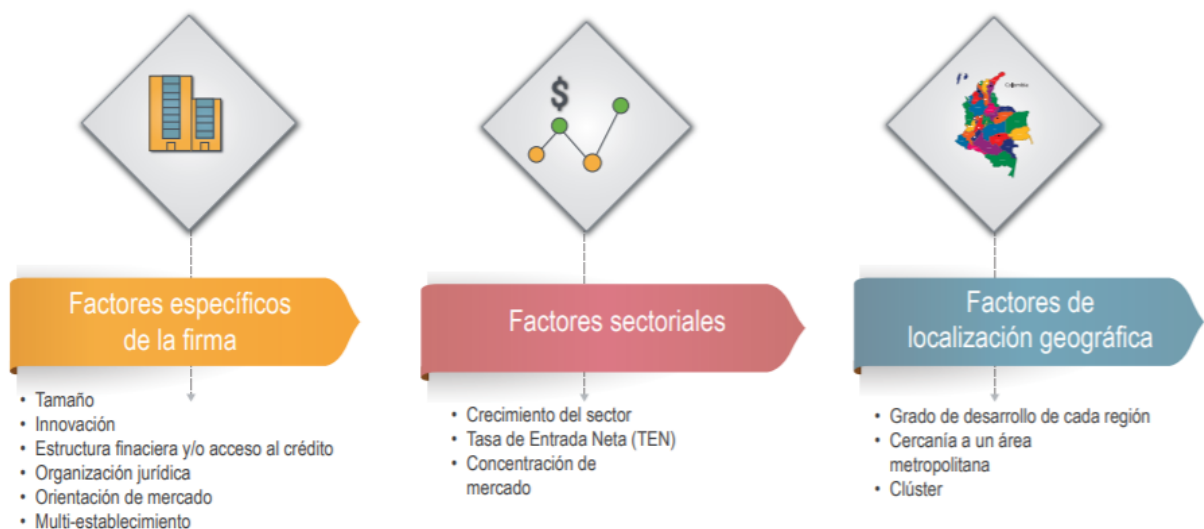 $
Colombia
Factores específicos
de la firma
• Tamaño
• Innovación
• Estructura finaciera y/o acceso al crédito
• Organización jurídica
• Orientación de mercado
• Multi-establecimiento
Factores sectoriales
• Crecimiento del sector
• Tasa de Entrada Neta (TEN)
• Concentración de
mercado
Factores de
localización geográfica
• Grado de desarrollo de cada región
• Cercanía a un área
metropolitana
• Clúster